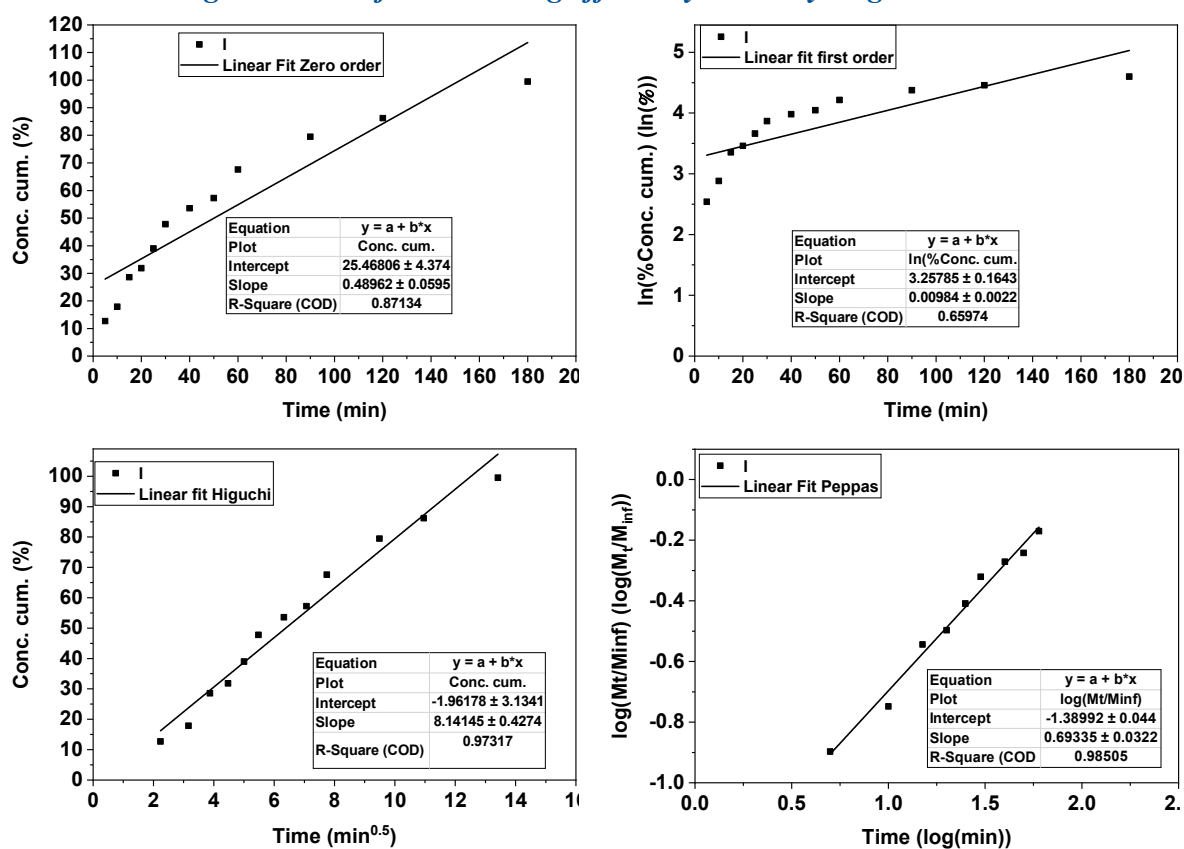 120
110
100
90
80
70
60
50
40
30
20
10
0
Conc. cum. (%)
I
Linear Fit Zero order
Equation y = a + b*x
Plot Conc. cum.
Intercept 25.46806 ± 4.374
Slope 0.48962 ± 0.0595
R-Square (COD) 0.87134
0 20 40 60 80 100 120 140 160 180 20
Time (min)
5
4
3
2
1
0
ln(%Conc. cum.) (ln(%))
I
Linear fit first order
Equation y = a + b*x
Plot ln(%Conc. cum.
Intercept 3.25785 ± 0.1643
Slope 0.00984 ± 0.0022
R-Square (COD) 0.65974
0 20 40 60 80 100 120 140 160 180 20
Time (min)
100
90
80
70
60
50
40
30
20
10
0
Conc. cum. (%)
I
Linear fit Higuchi
Equation y = a + b*x
Plot Conc. cum.
Intercept -1.96178 ± 3.1341
Slope 8.14145 ± 0.4274
R-Square (COD) 0.97317
0 2 4 6 8 10 12 14 16
Time (min0.5)
0.0
-0.2
-0.4
-0.6
-0.8
-1.0
log(Mt/Minf) (log(Mt/Minf))
I
Linear Fit Peppas
Equation y = a + b*x
Plot log(Mt/Minf)
Intercept -1.38992 ± 0.044
Slope 0.69335 ± 0.0322
R-Square (COD 0.98505
0.0 0.5 1.0 1.5 2.0 2.
Time (log(min))